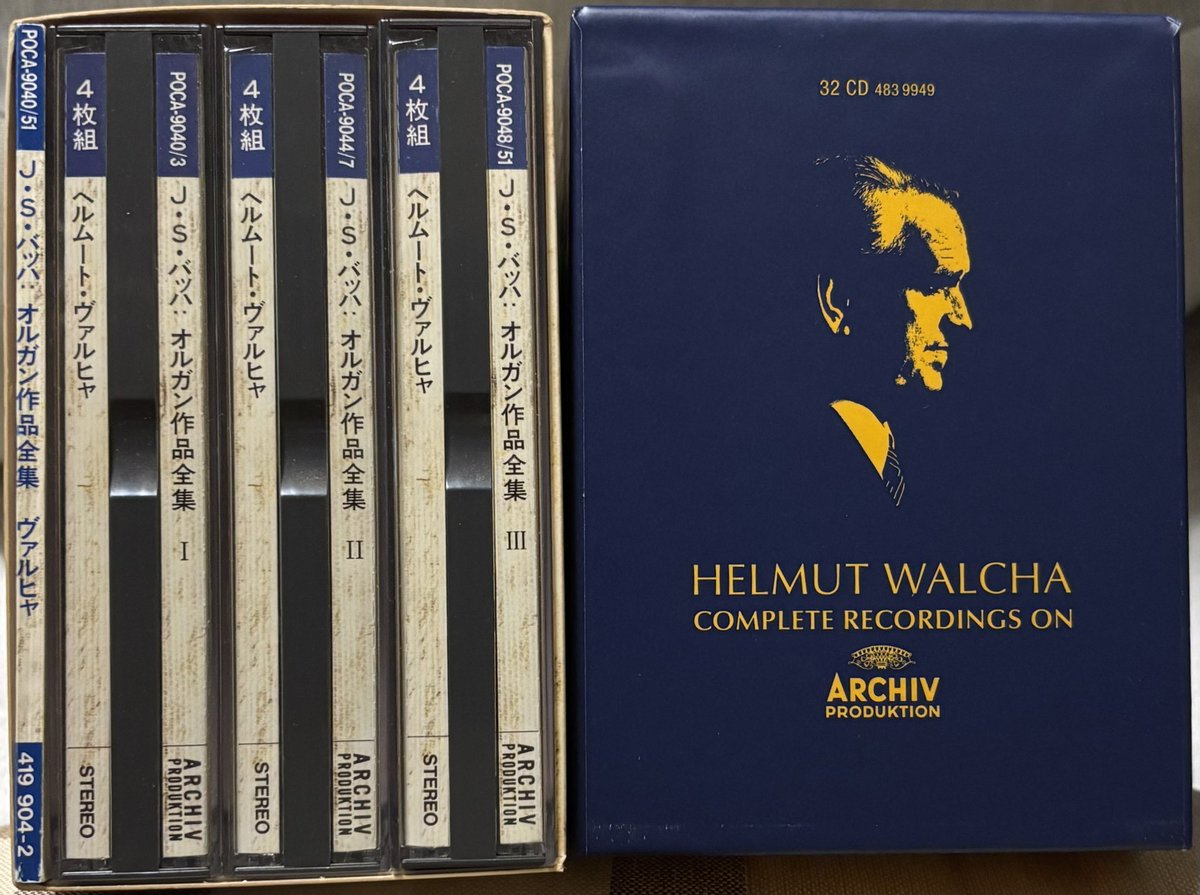 POCA-9040/51
J・S・バッハ：オルガン作品全集 ヴァルヒャ
419 904-2
4枚組
ヘルムート・ヴァルヒャ
STEREO
POCA-9040/3
J・S・バッハ：オルガン作品全集 I
ARCHIV
PRODUKTION
4枚組
ヘルムート・ヴァルヒャ
STEREO
POCA-9044/7
J・S・バッハ：オルガン作品全集 II
ARCHIV
PRODUKTION
4枚組
ヘルムート・ヴァルヒャ
STEREO
POCA-9048/51
J・S・バッハ：オルガン作品全集 III
ARCHIV
PRODUKTION
32 CD 483 9949
HELMUT WALCHA
COMPLETE RECORDINGS ON
ARCHIV
PRODUKTION